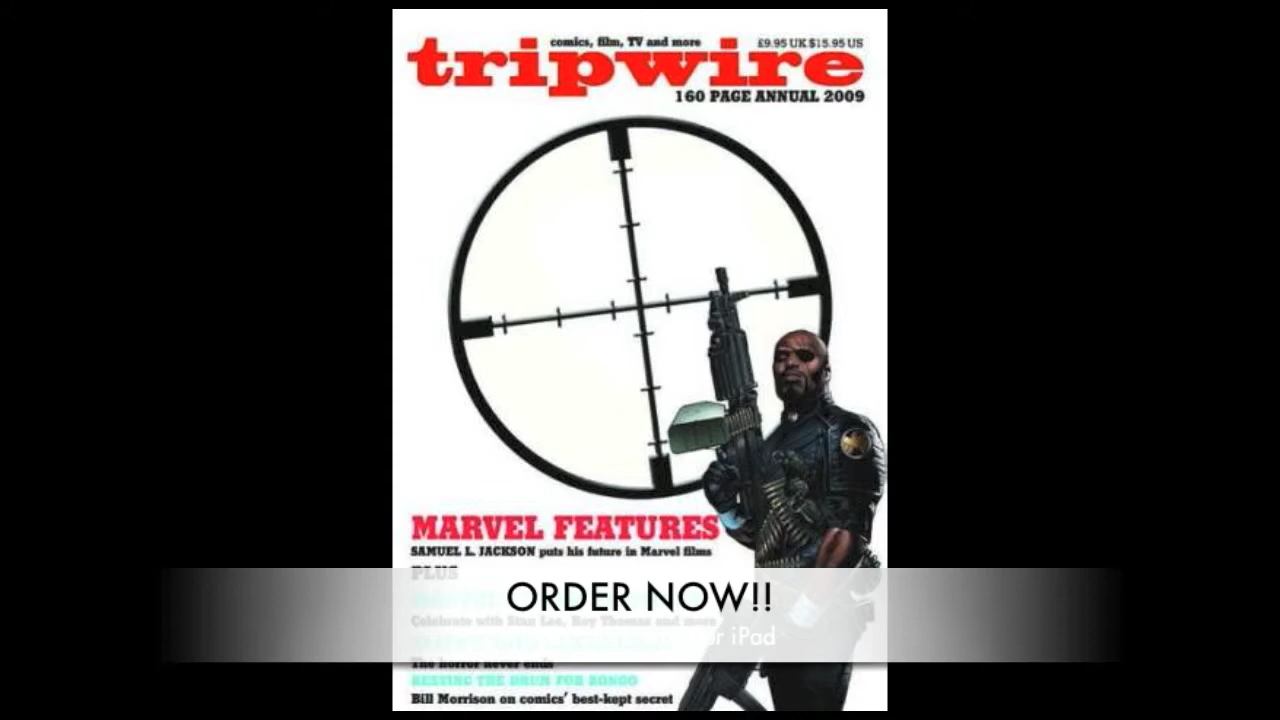 comics, film, TV and more
£9.95 UK $15.95 US
tripwire
160 PAGE ANNUAL 2009
MARVEL FEATURES
SAMUEL L. JACKSON puts his future in Marvel films
PLUS
ORDER NOW!!
Celebrate with Stan Lee, Roy Thomas and more
or iPad
The horror never ends
BEATING THE DRUM FOR BONGO
Bill Morrison on comics' best-kept secret